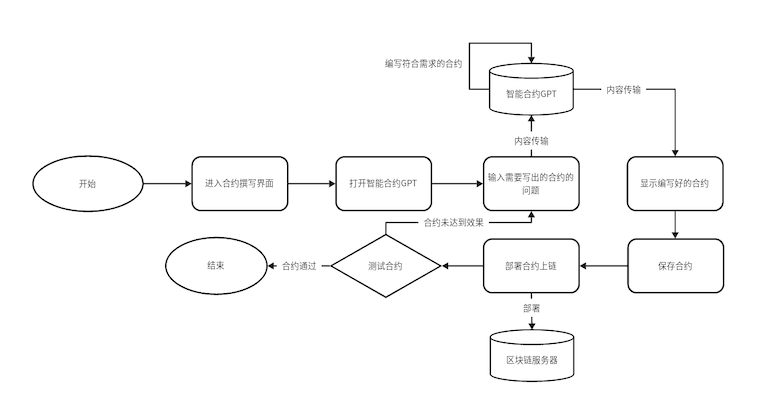 编写符合需求的合约
智能合约GPT
内容传输
内容传输
开始
进入合约撰写界面
打开智能合约GPT
输入需要写出的合约的
问题
显示编写好的合约
合约未达到效果
结束
合约通过
测试合约
部署合约上链
保存合约
部署
区块链服务器